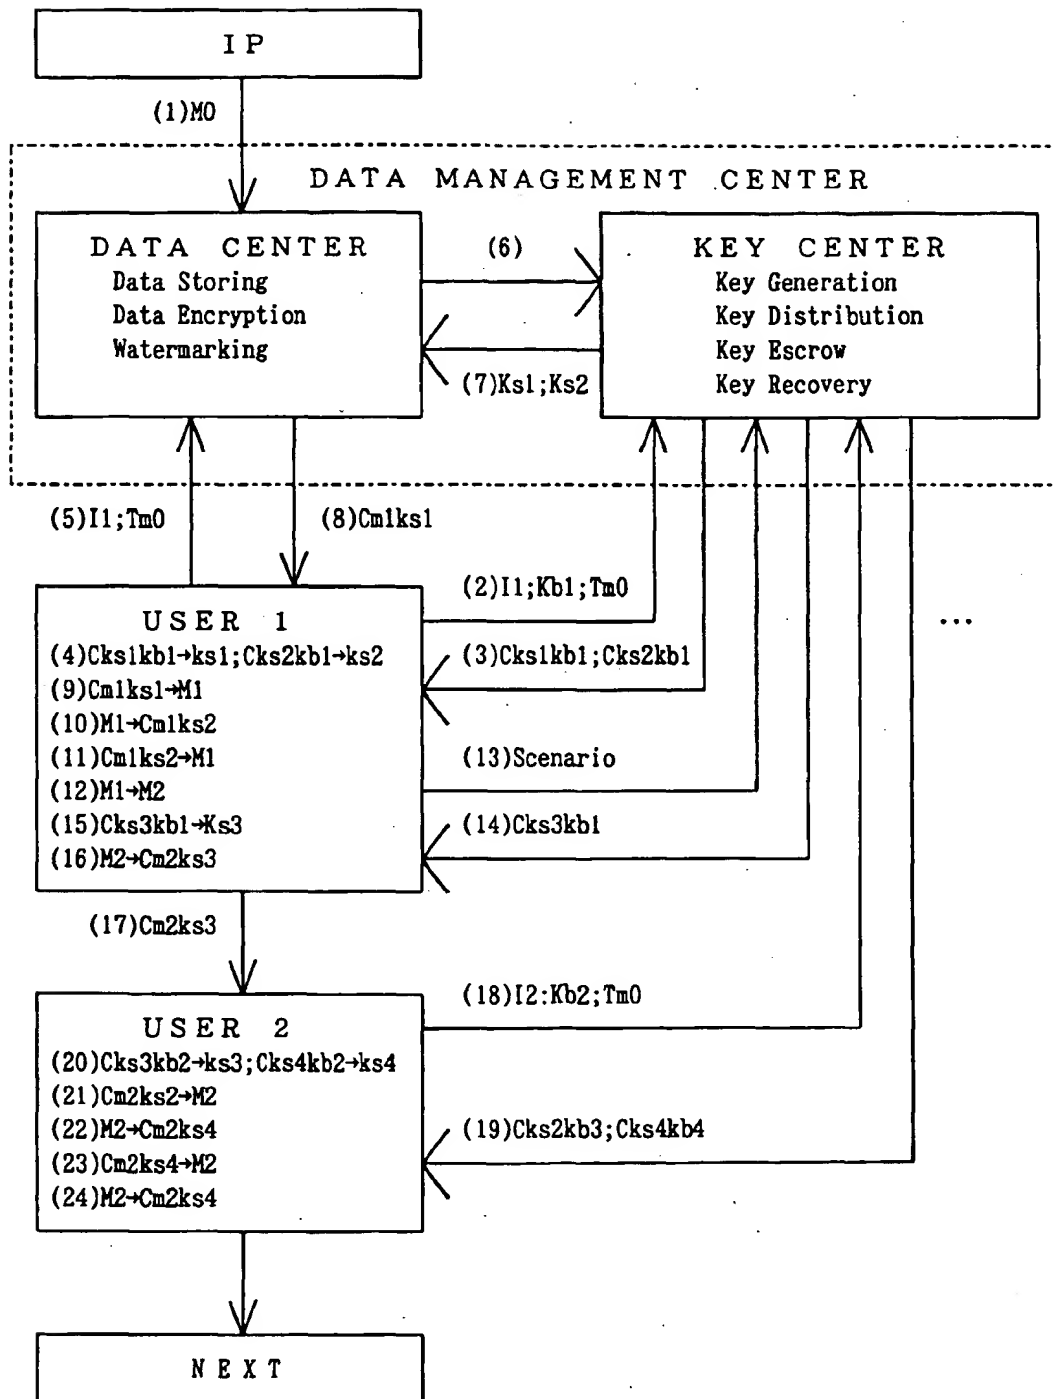 IP
(1)M0
DATA MANAGEMENT CENTER
DATA CENTER
Data Storing
Data Encryption
Watermarking
(6)
(7)Ks1;Ks2
KEY CENTER
Key Generation
Key Distribution
Key Escrow
Key Recovery
(5)I1;Tm0
(8)Cm1ks1
(2)I1;Kb1;Tm0
(3)Cks1kb1;Cks2kb1
(13)Scenario
(14)Cks3kb1
...
USER 1
(4)Cks1kb1→ks1;Cks2kb1→ks2
(9)Cm1ks1→M1
(10)M1→Cm1ks2
(11)Cm1ks2→M1
(12)M1→M2
(15)Cks3kb1→Ks3
(16)M2→Cm2ks3
(17)Cm2ks3
(18)I2:Kb2;Tm0
(19)Cks2kb3;Cks4kb4
USER 2
(20)Cks3kb2→ks3;Cks4kb2→ks4
(21)Cm2ks2→M2
(22)M2→Cm2ks4
(23)Cm2ks4→M2
(24)M2→Cm2ks4
NEXT